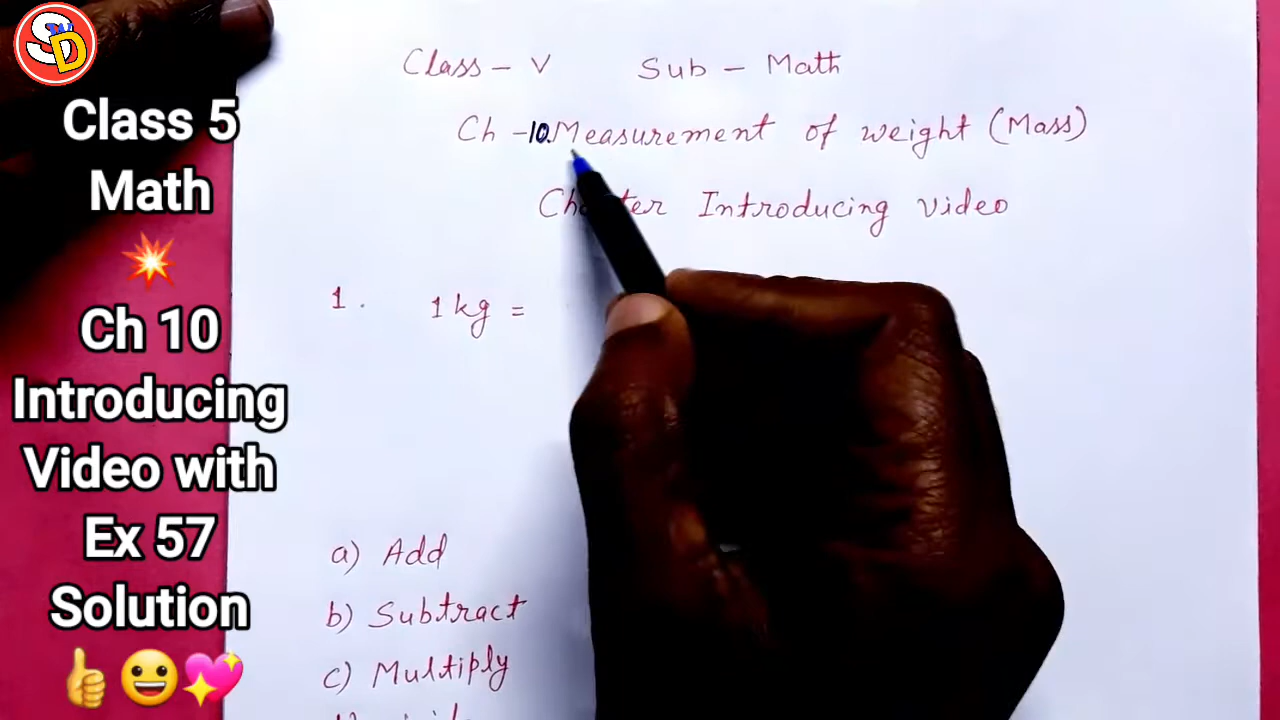 SWD
Class 5
Math
💥
Ch 10
Introducing
Video with
Ex 57
Solution
👍😀💖
Class - V Sub - Math
Ch - 10. Measurement of weight (Mass)
Introducing video
1. 1 kg =
a) Add
b) Subtract
c) Multiply